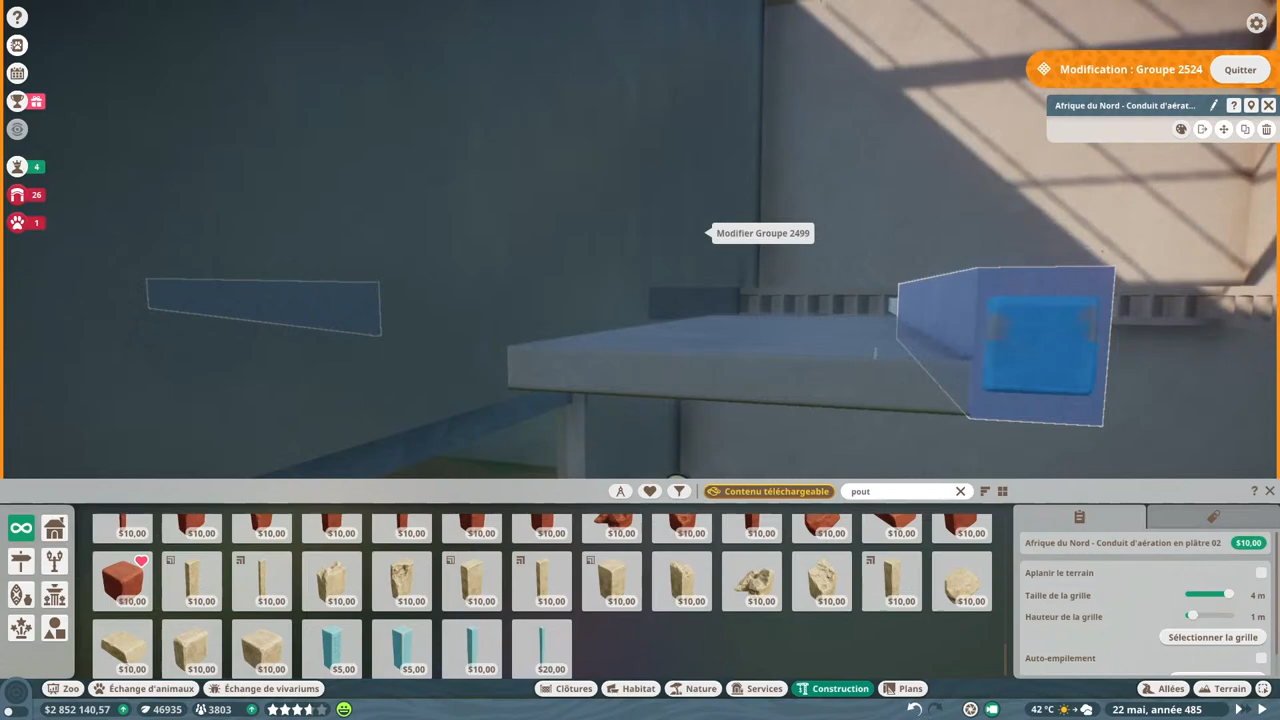 Modification : Groupe 2524
Quitter
Afrique du Nord - Conduit d'aérat...
4
26
1
Modifier Groupe 2499
Contenu téléchargeable
pout
$10,00 $10,00 $10,00 $10,00 $10,00 $10,00 $10,00 $10,00 $10,00 $10,00 $10,00 $10,00 $10,00
$10,00 $10,00 $10,00 $10,00 $10,00 $10,00 $10,00 $10,00 $10,00 $10,00 $10,00 $10,00 $10,00
$10,00 $10,00 $10,00 $5,00 $5,00 $10,00 $20,00
Afrique du Nord - Conduit d'aération en plâtre 02 $10,00
Aplanir le terrain
Taille de la grille 4 m
Hauteur de la grille 1 m
Sélectionner la grille
Auto-empilement
Zoo Échange d'animaux Échange de vivariums Clôtures Habitat Nature Services Construction Plans Allées Terrain
$2 852 140,57 46935 3803 42 °C 22 mai, année 485